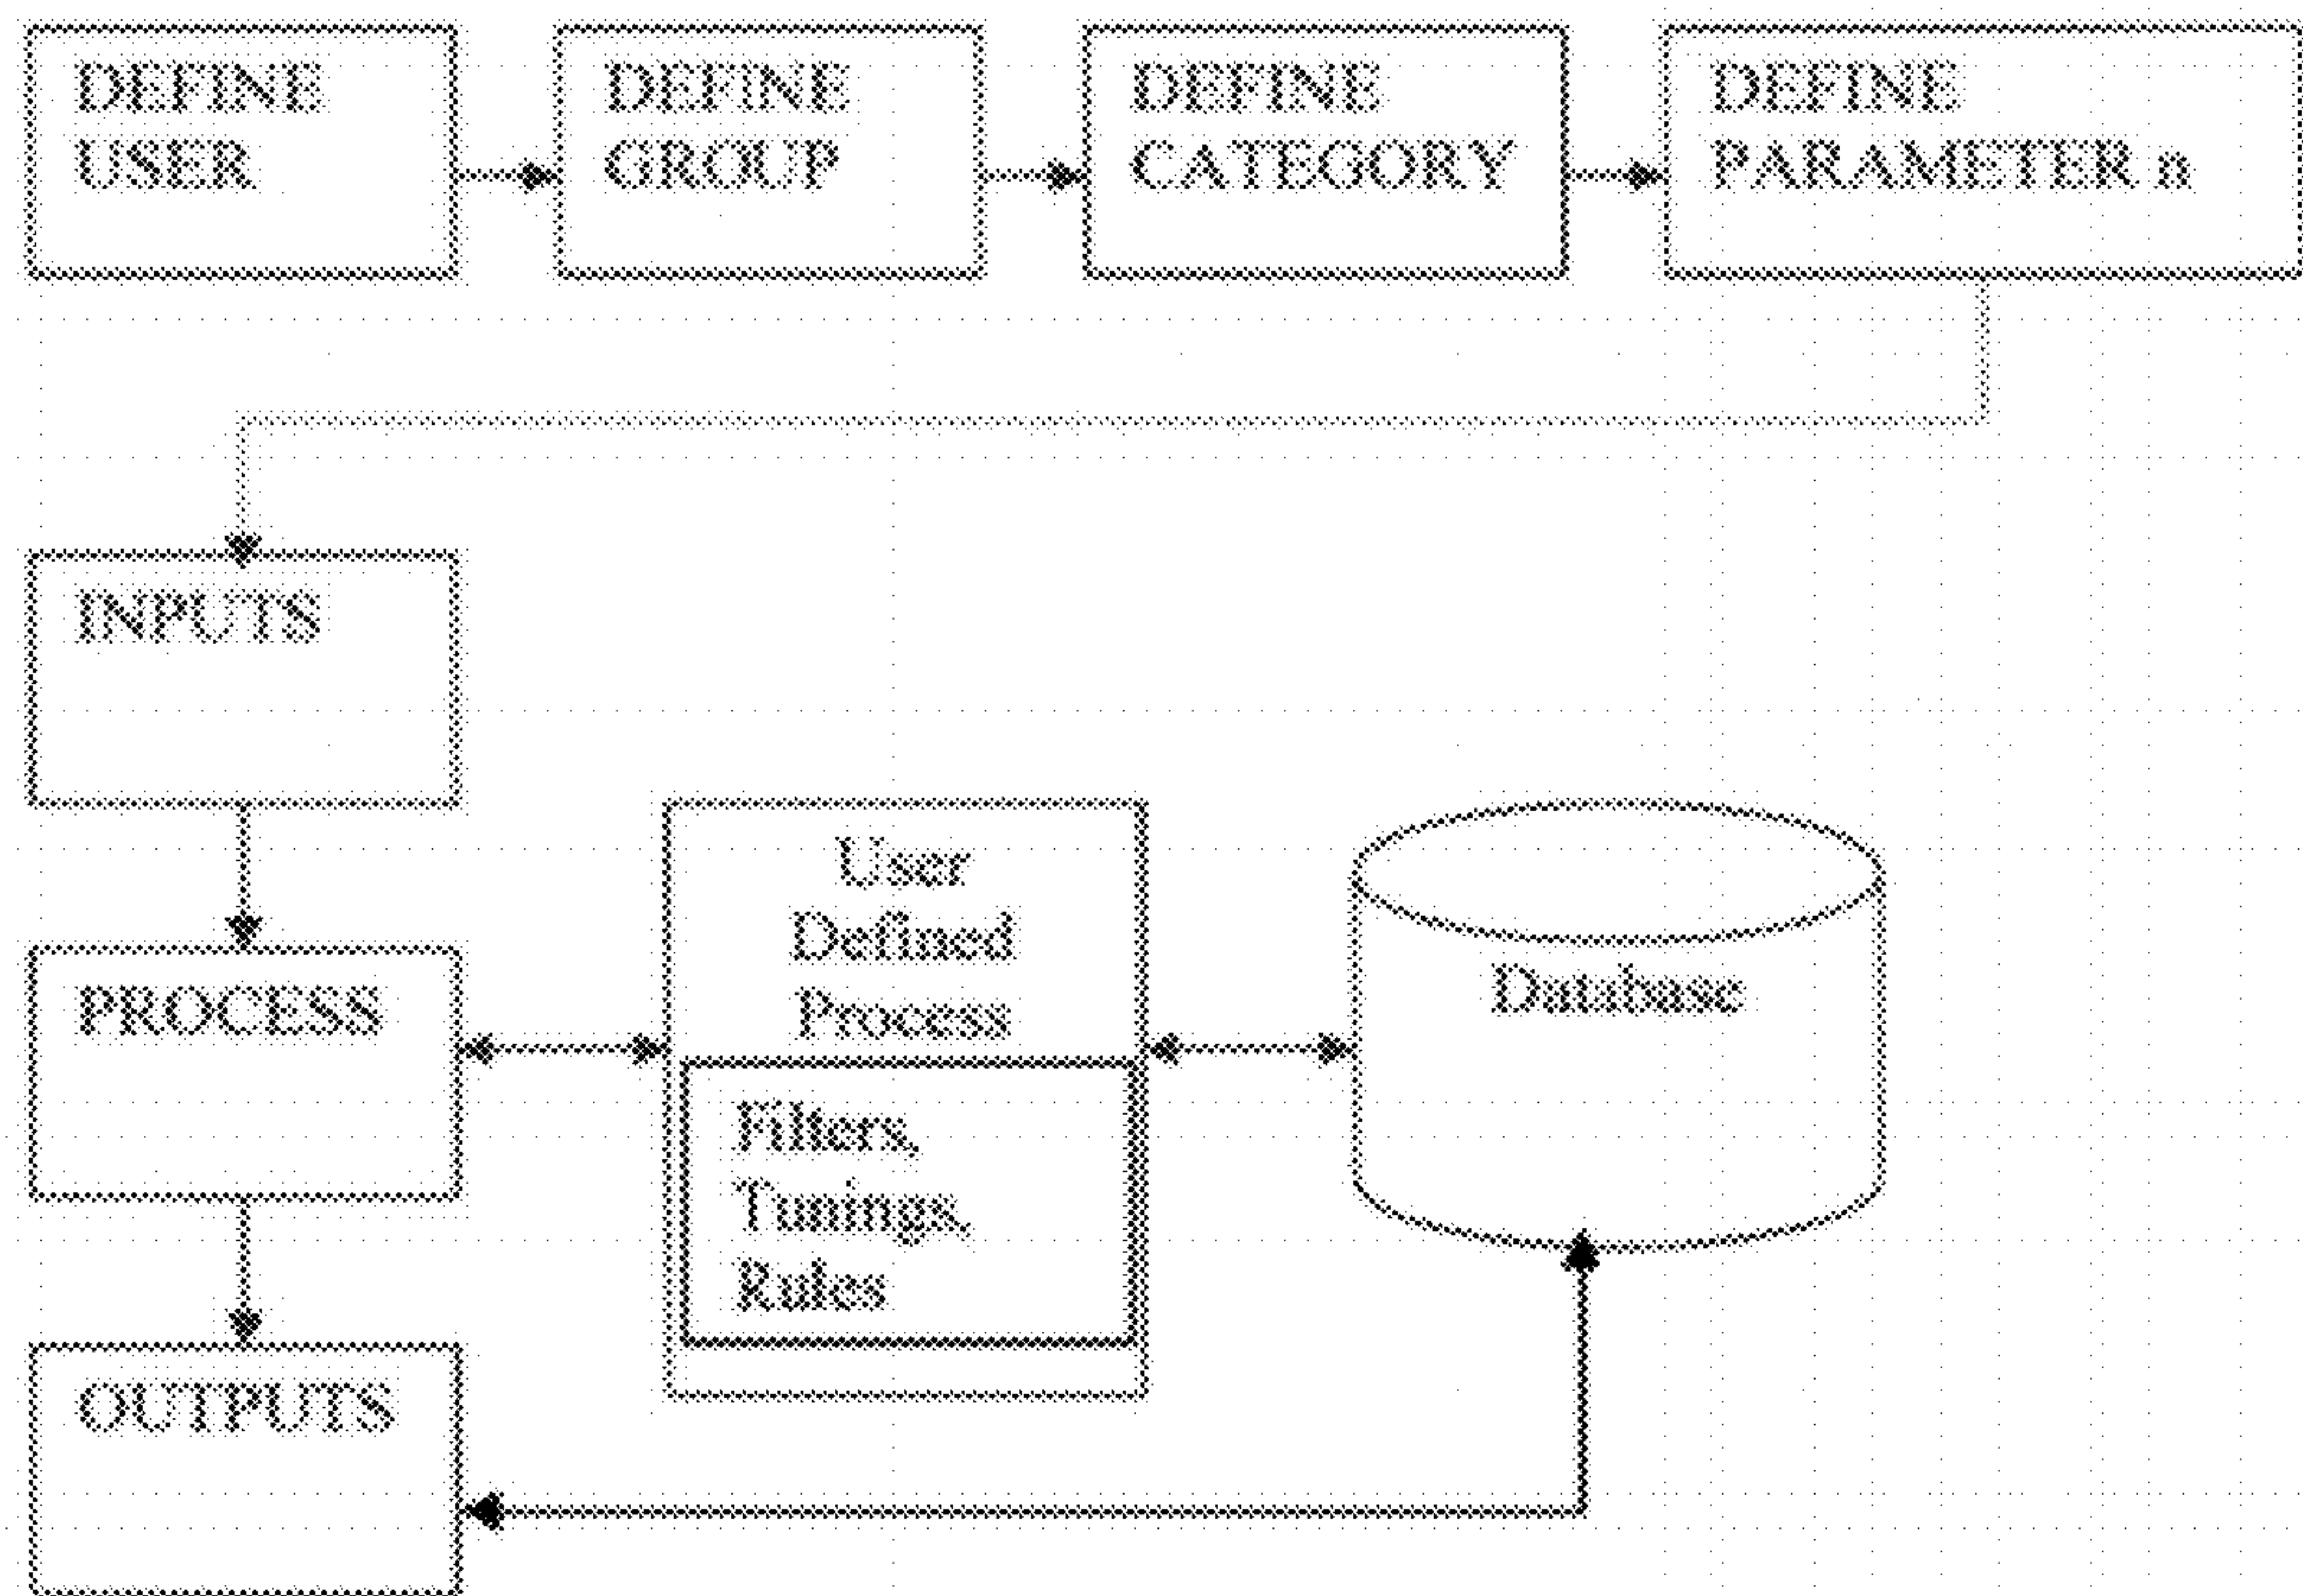 DEFINE
USER
DEFINE
GROUP
DEFINE
CATEGORY
DEFINE
PARAMETER n
INPUTS
PROCESS
User
Defined
Process
Filters,
Tunings,
Rules
Database
OUTPUTS